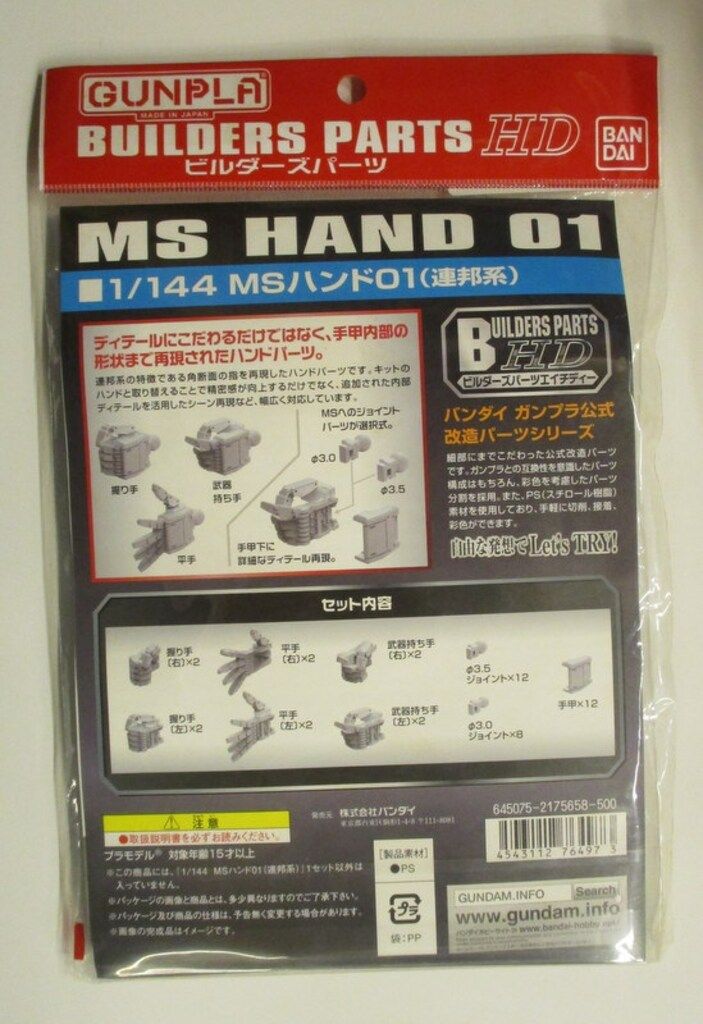 GUNPLA
MADE IN JAPAN
BUILDERS PARTS HD
ビルダーズパーツ
BAN
DAI
MS HAND 01
■1/144 MSハンド01(連邦系)
ディテールにこだわるだけではなく、手甲内部の
形状まで再現されたハンドパーツ。
連邦系の特徴である角断面の指を再現したハンドパーツです。キットの
ハンドと取り替えることで精密感が向上するだけでなく、追加された内部
ディテールを活用したシーン再現など、幅広く対応しています。
MSへのジョイント
パーツが選択式。
φ3.0
φ3.5
握り手
武器
持ち手
平手
手甲下に
詳細なディテール再現。
BUILDERS PARTS
HD
ビルダーズパーツエイチディー
バンダイ ガンプラ公式
改造パーツシリーズ
細部にまでこだわった公式改造パーツ
です。ガンプラとの互換性を意識したパーツ
構成はもちろん、彩色を考慮したパーツ
分割を採用。また、PS(スチロール樹脂)
素材を使用しており、手軽に切削、接着、
彩色ができます。
自由な発想でLet's TRY!
セット内容
握り手
(右)×2
平手
(右)×2
武器持ち手
(右)×2
φ3.5
ジョイント×12
手甲×12
握り手
(左)×2
平手
(左)×2
武器持ち手
(左)×2
φ3.0
ジョイント×8
注意
●取扱説明書を必ずお読みください。
プラモデル® 対象年齢15才以上
※この商品には、「1/144 MSハンド01(連邦系)」1セット以外は
入っていません。
※パッケージの画像と商品とは、多少異なりますのでご了承下さい。
※パッケージ及び商品の仕様は、予告無く変更する場合があります。
※画像の完成品はイメージです。
発売元 株式会社バンダイ
東京都台東区駒形1-4-8 〒111-8081
[製品素材]
●PS
プラ
袋:PP
645075-2175658-500
4543112 76497 3
GUNDAM.INFO Search
www.gundam.info
バンダイホビーサイト www.bandai-hobby.net/